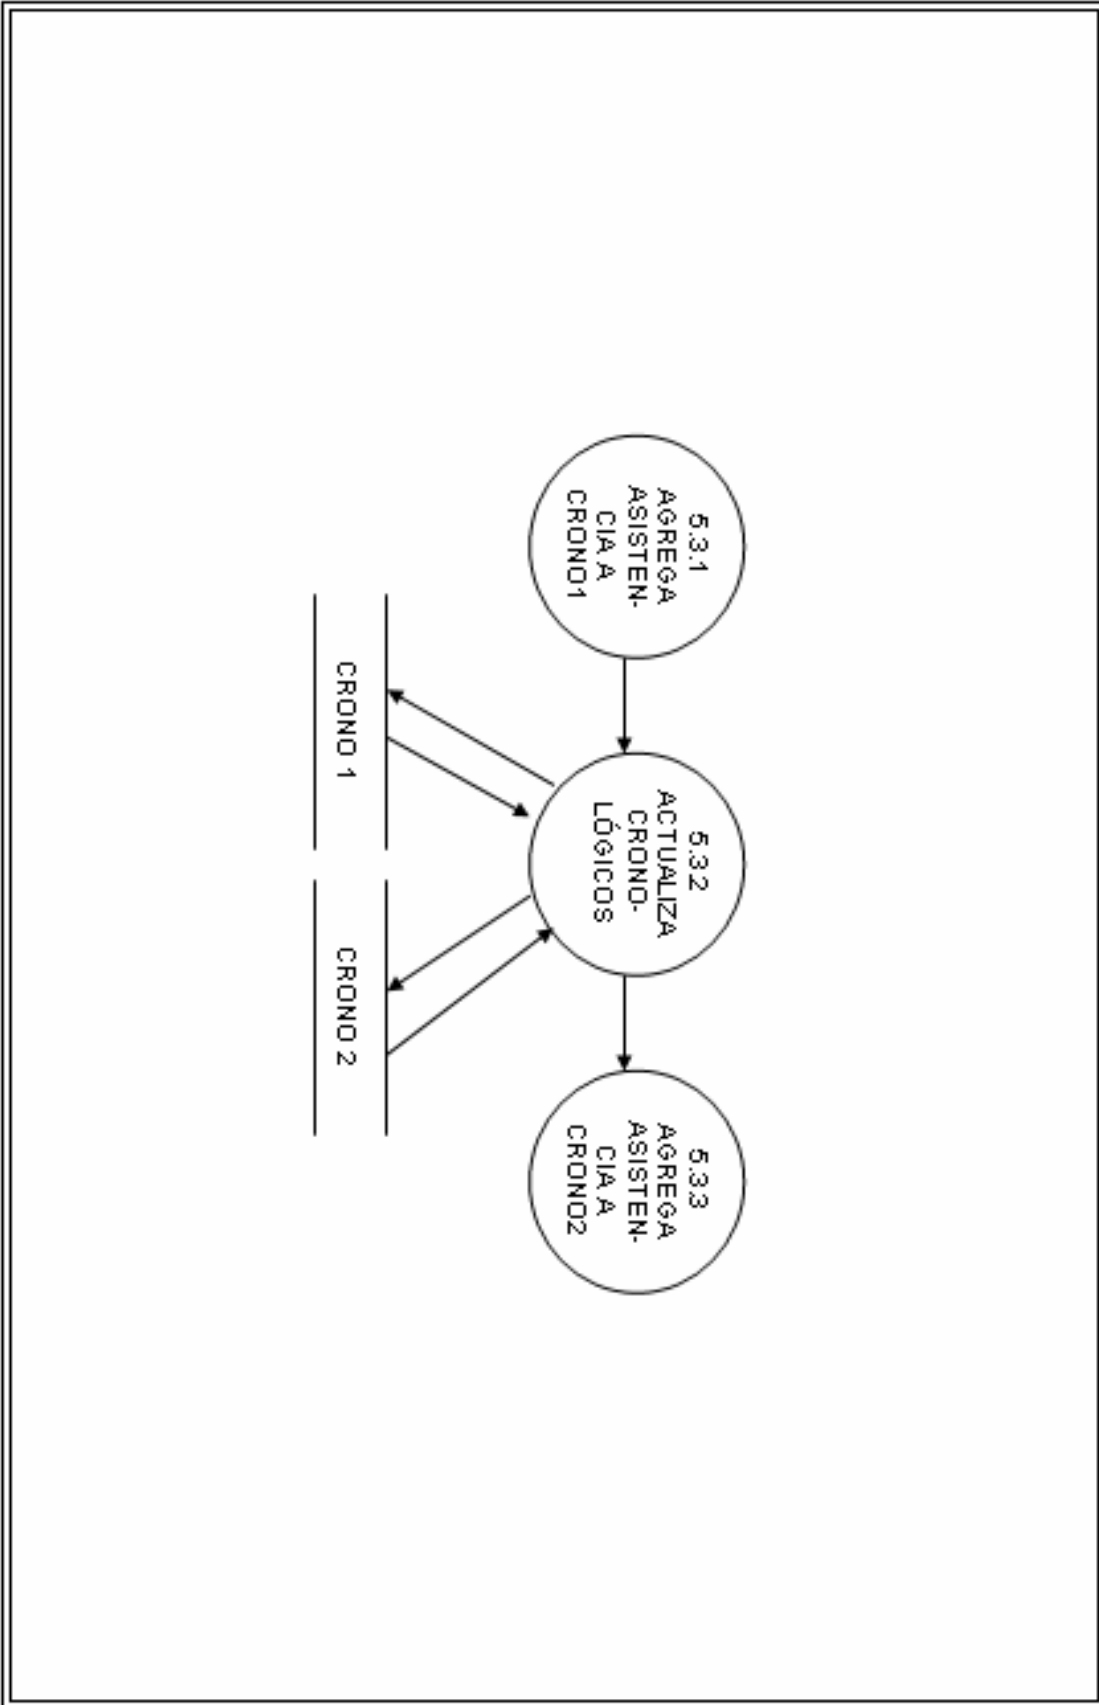 5.3.1
AGREGA
ASISTEN-
CIA A
CRONO1
5.3.2
ACTUALIZA
CRONO-
LÓGICOS
5.3.3
AGREGA
ASISTEN-
CIA A
CRONO2
CRONO 1
CRONO 2